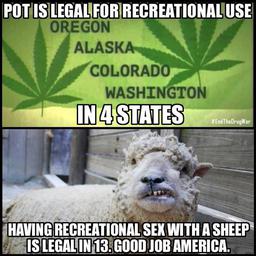 POT IS LEGAL FOR RECREATIONAL USE
OREGON
ALASKA
COLORADO
WASHINGTON
#EndTheDrugWar
IN 4 STATES
HAVING RECREATIONAL SEX WITH A SHEEP
IS LEGAL IN 13. GOOD JOB AMERICA.